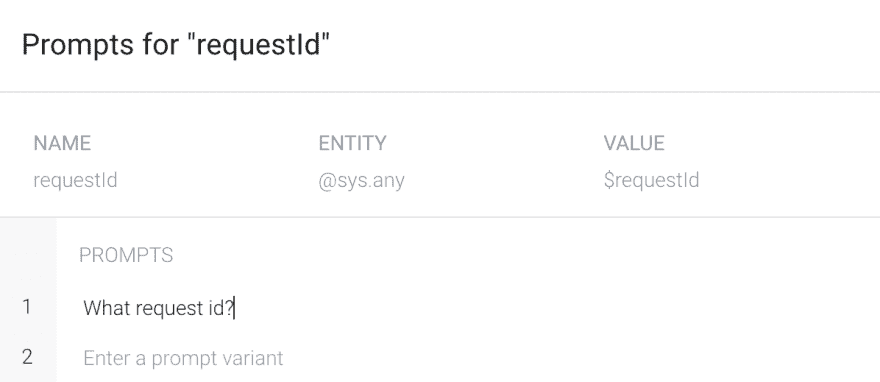 Prompts for "requestId"
NAME ENTITY VALUE
requestId @sys.any $requestId
PROMPTS
1 What request id?
2 Enter a prompt variant